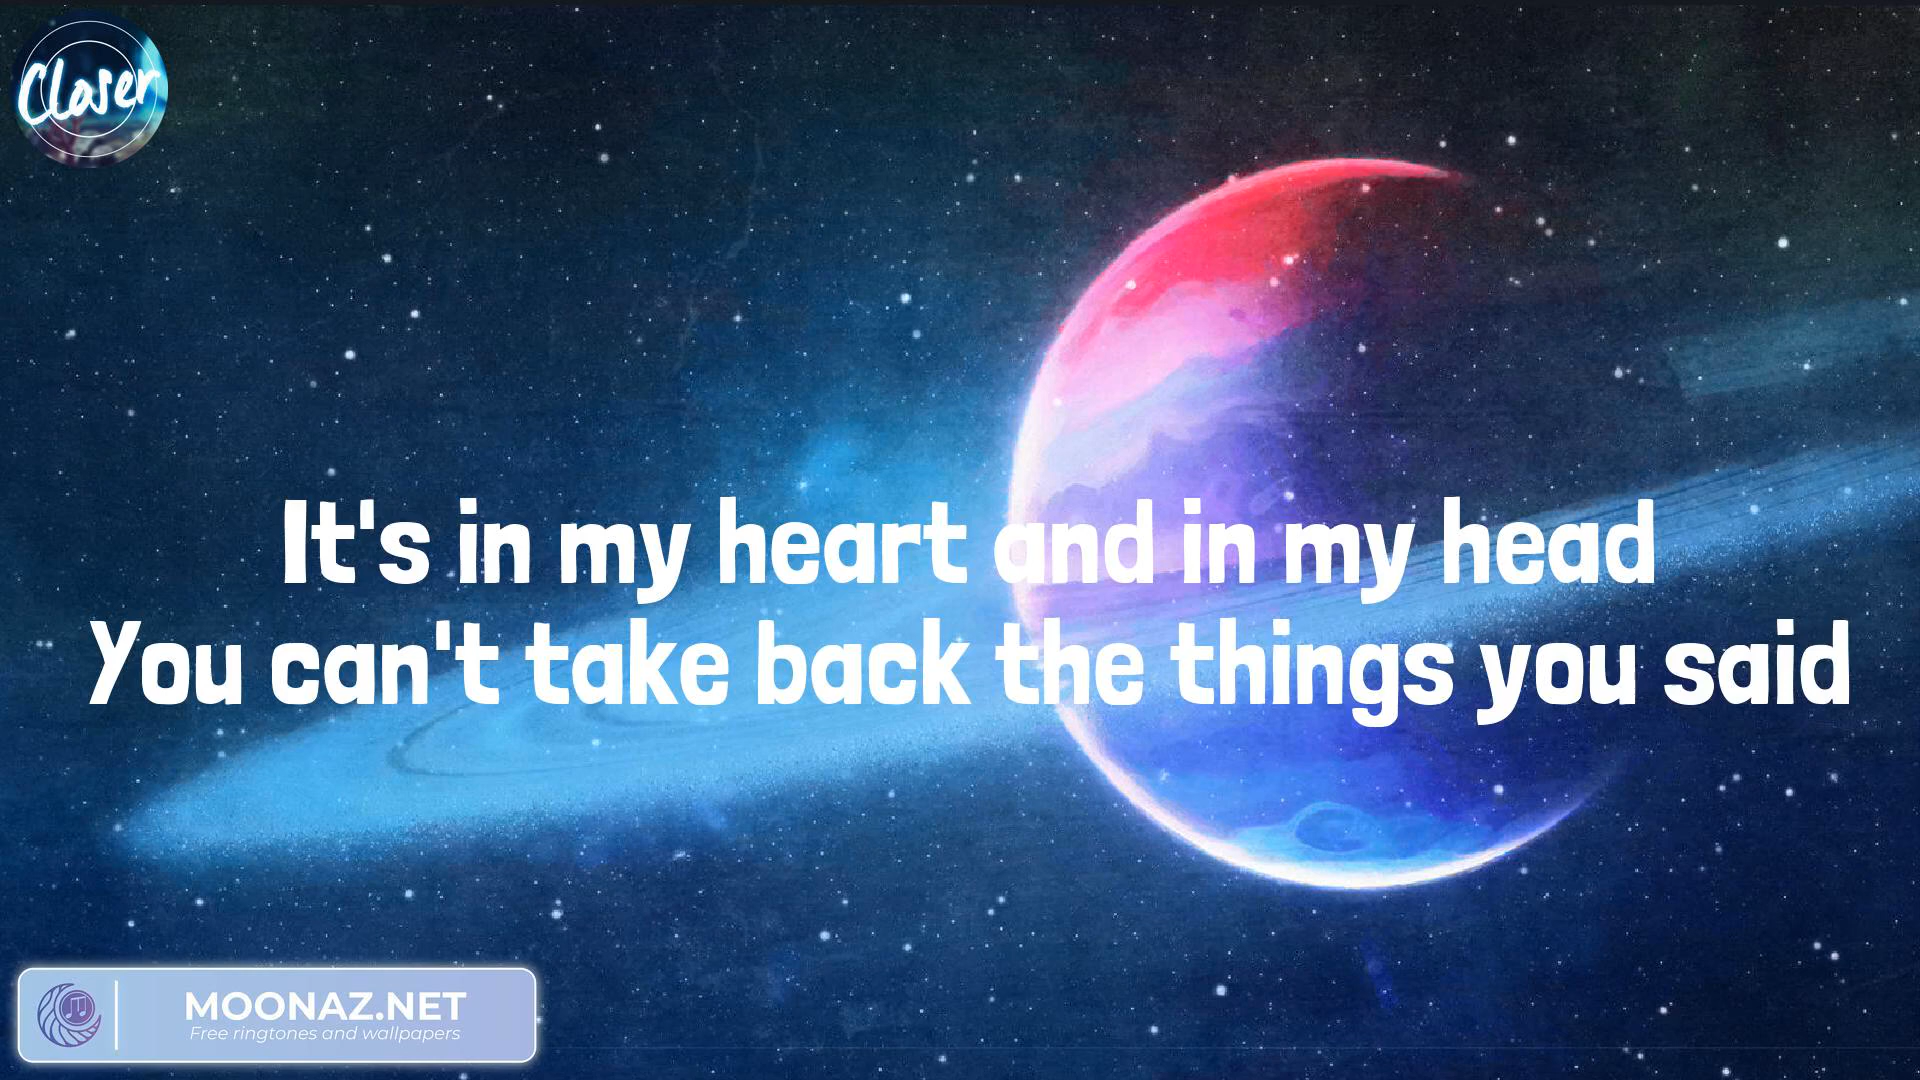 Closer
It's in my heart and in my head
You can't take back the things you said
MOONAZ.NET
Free ringtones and wallpapers